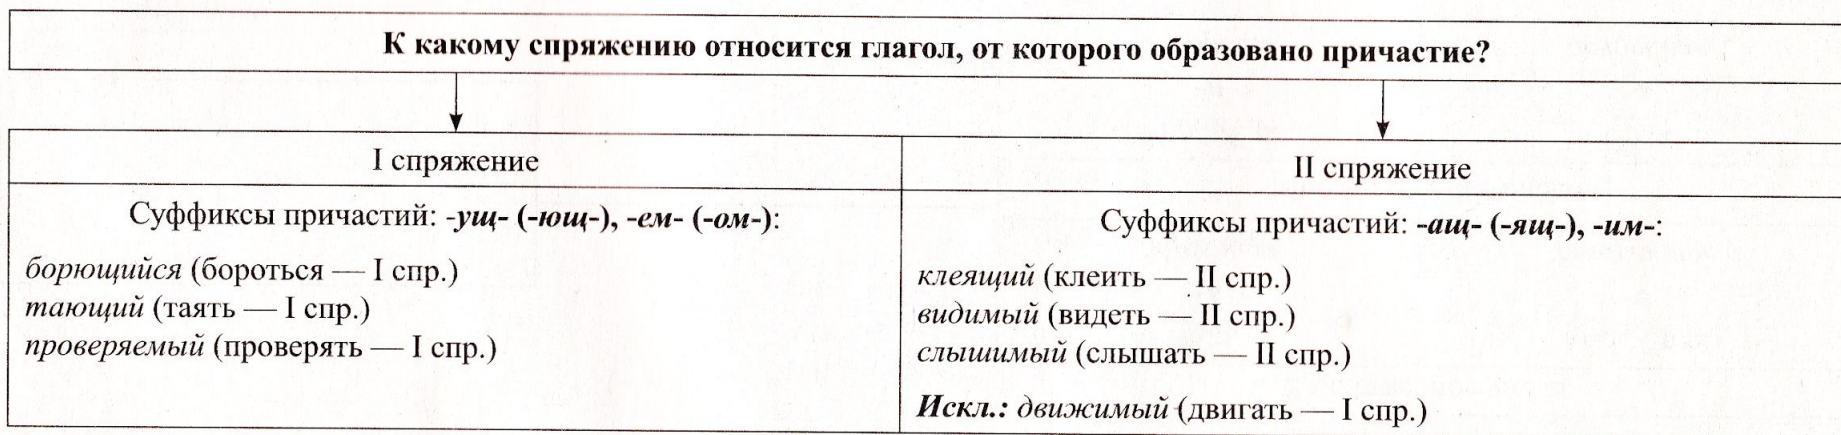 К какому спряжению относится глагол, от которого образовано причастие?
I спряжение
Суффиксы причастий: -ущ- (-ющ-), -ем- (-ом-):
борющийся (бороться — I спр.)
тающий (таять — I спр.)
проверяемый (проверять — I спр.)
II спряжение
Суффиксы причастий: -ащ- (-ящ-), -им-:
клеящий (клеить — II спр.)
видимый (видеть — II спр.)
слышимый (слышать — II спр.)
Искл.: движимый (двигать — I спр.)